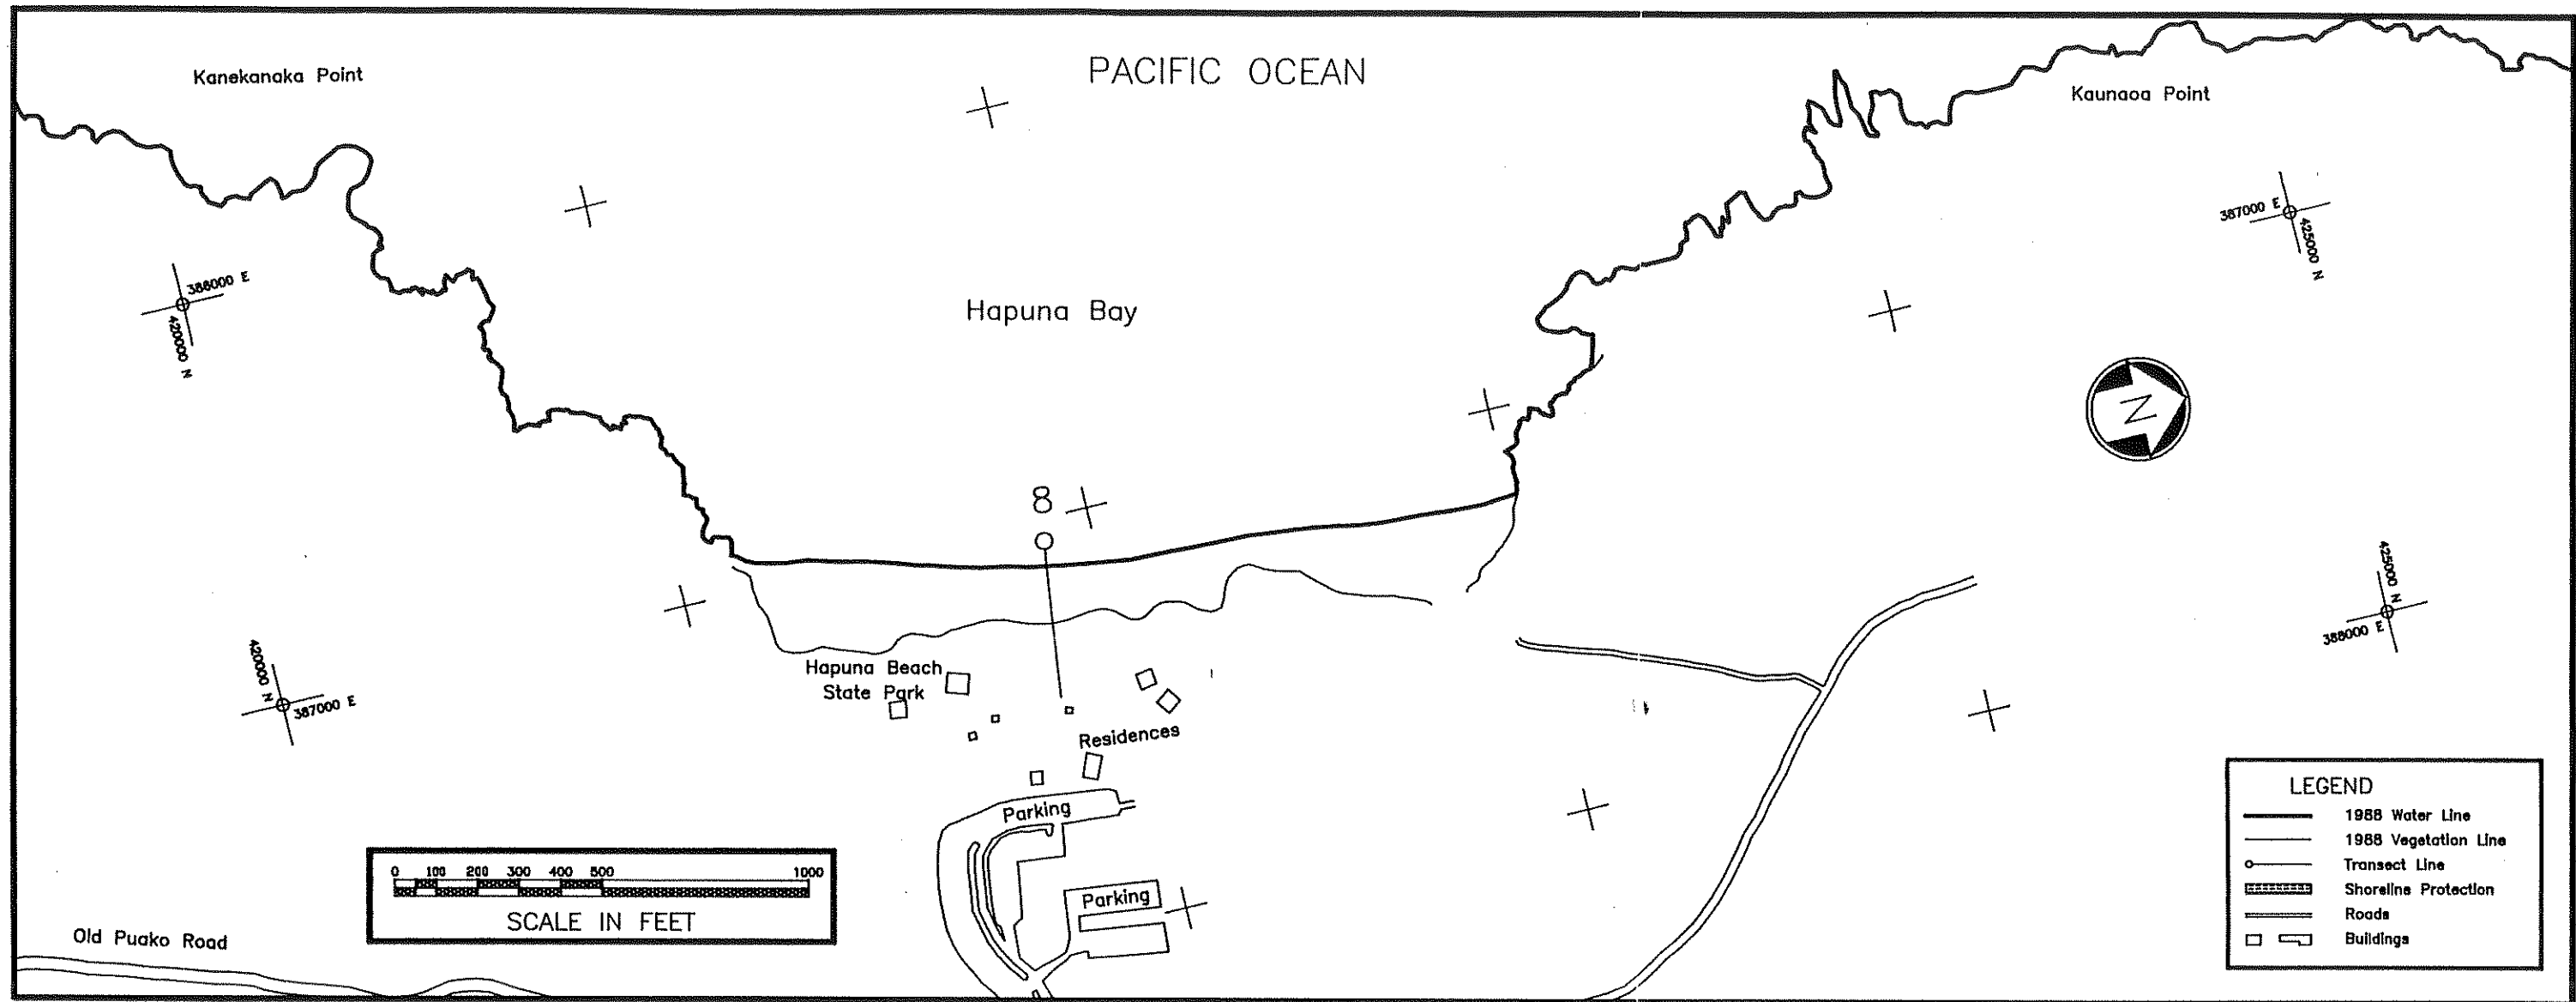 PACIFIC OCEAN
Kanekanaka Point
Kaunaoa Point
388000 E
420000 N
387000 E
425000 N
Hapuna Bay
N
8
425000 N
388000 E
420000 N
387000 E
Hapuna Beach
State Park
Residences
Parking
Parking
0 100 200 300 400 500 1000
SCALE IN FEET
Old Puako Road
LEGEND
1988 Water Line
1988 Vegetation Line
Transect Line
Shoreline Protection
Roads
Buildings